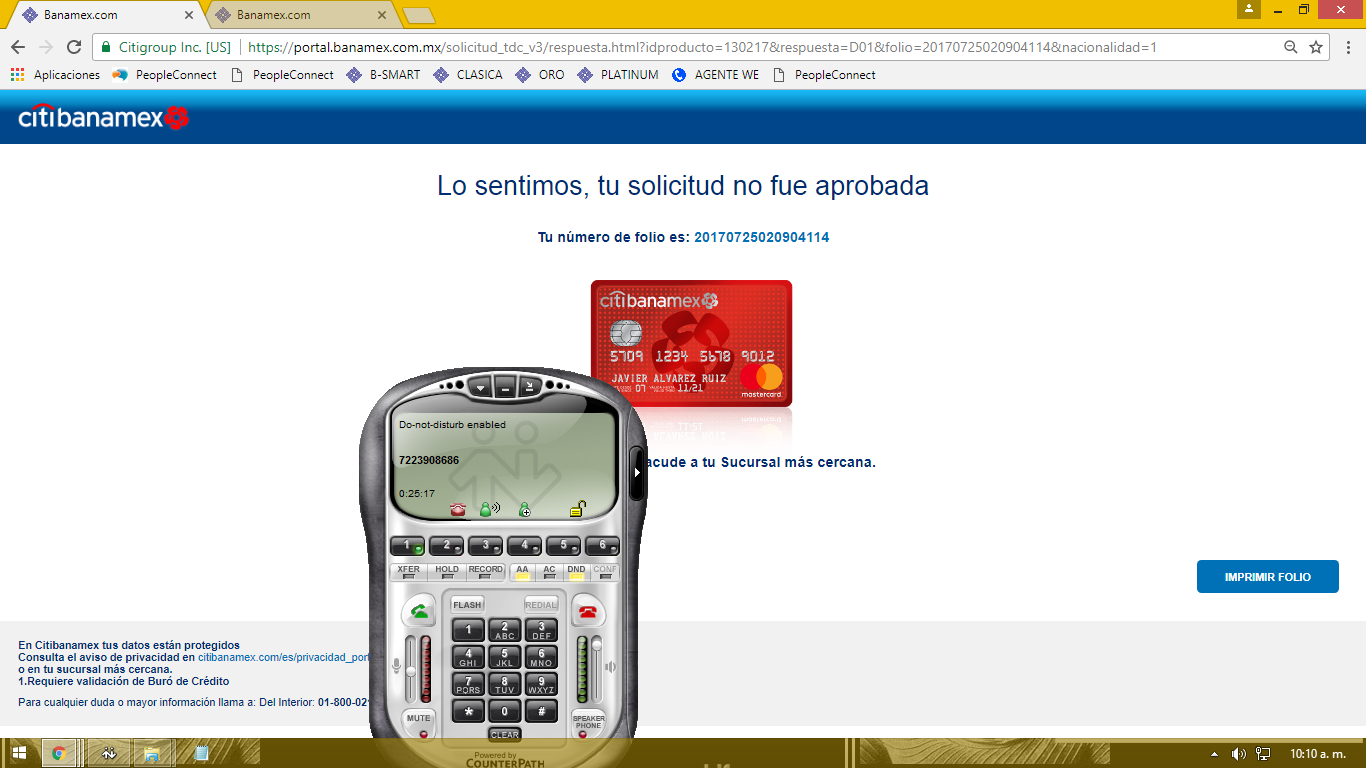 Banamex.com
Banamex.com
Citigroup Inc. [US]
https://portal.banamex.com.mx/solicitud_tdc_v3/respuesta.html?idproducto=130217&respuesta=D01&folio=20170725020904114&nacionalidad=1
Aplicaciones PeopleConnect PeopleConnect B-SMART CLASICA ORO PLATINUM AGENTE WE PeopleConnect
citibanamex
Lo sentimos, tu solicitud no fue aprobada
Tu número de folio es: 20170725020904114
citibanamex
5709 1234 5678 9012
JAVIER ALVAREZ RUIZ
07 11/21
mastercard
acude a tu Sucursal más cercana.
Do-not-disturb enabled
7223908686
0:25:17
1 2 3 4 5 6
XFER HOLD RECORD AA AC DND CONF
FLASH REDIAL
1 2 ABC 3 DEF
4 GHI 5 JKL 6 MNO
7 PQRS 8 TUV 9 WXYZ
* 0 #
MUTE
SPEAKER PHONE
CLEAR
Powered by
COUNTERPATH
IMPRIMIR FOLIO
En Citibanamex tus datos están protegidos
Consulta el aviso de privacidad en citibanamex.com/es/privacidad_port
o en tu sucursal más cercana.
1.Requiere validación de Buró de Crédito
Para cualquier duda o mayor información llama a: Del Interior: 01-800-021
10:10 a. m.